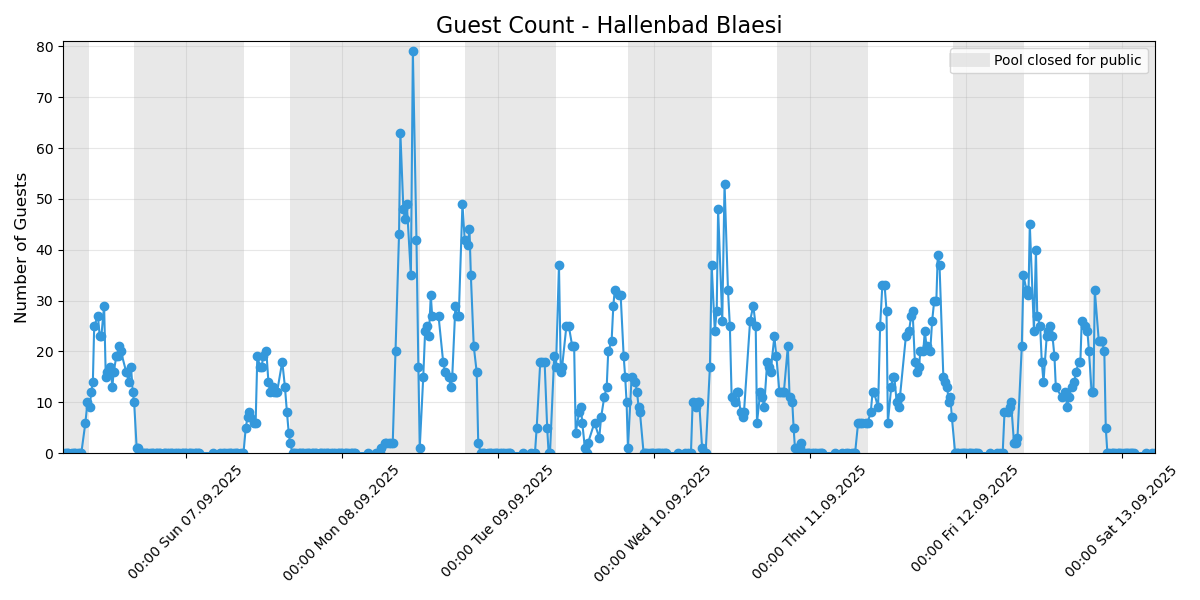 Guest Count - Hallenbad Blaesi
Pool closed for public
Number of Guests
80
70
60
50
40
30
20
10
0
00:00 Sun 07.09.2025
00:00 Mon 08.09.2025
00:00 Tue 09.09.2025
00:00 Wed 10.09.2025
00:00 Thu 11.09.2025
00:00 Fri 12.09.2025
00:00 Sat 13.09.2025